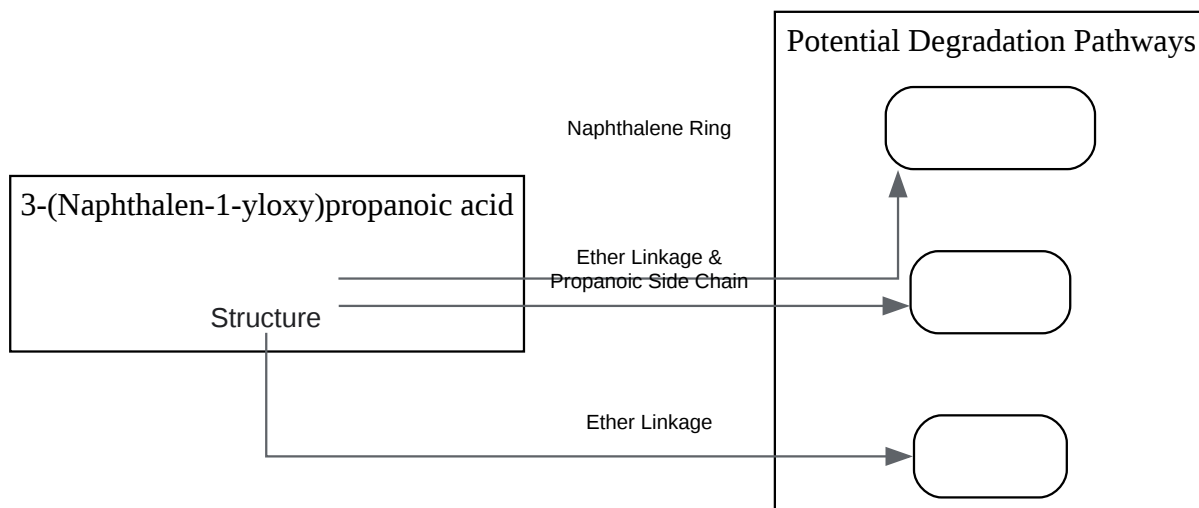 Potential Degradation Pathways
Naphthalene Ring
3-(Naphthalen-1-yloxy)propanoic acid
Ether Linkage &
Propanoic Side Chain
Structure
Ether Linkage